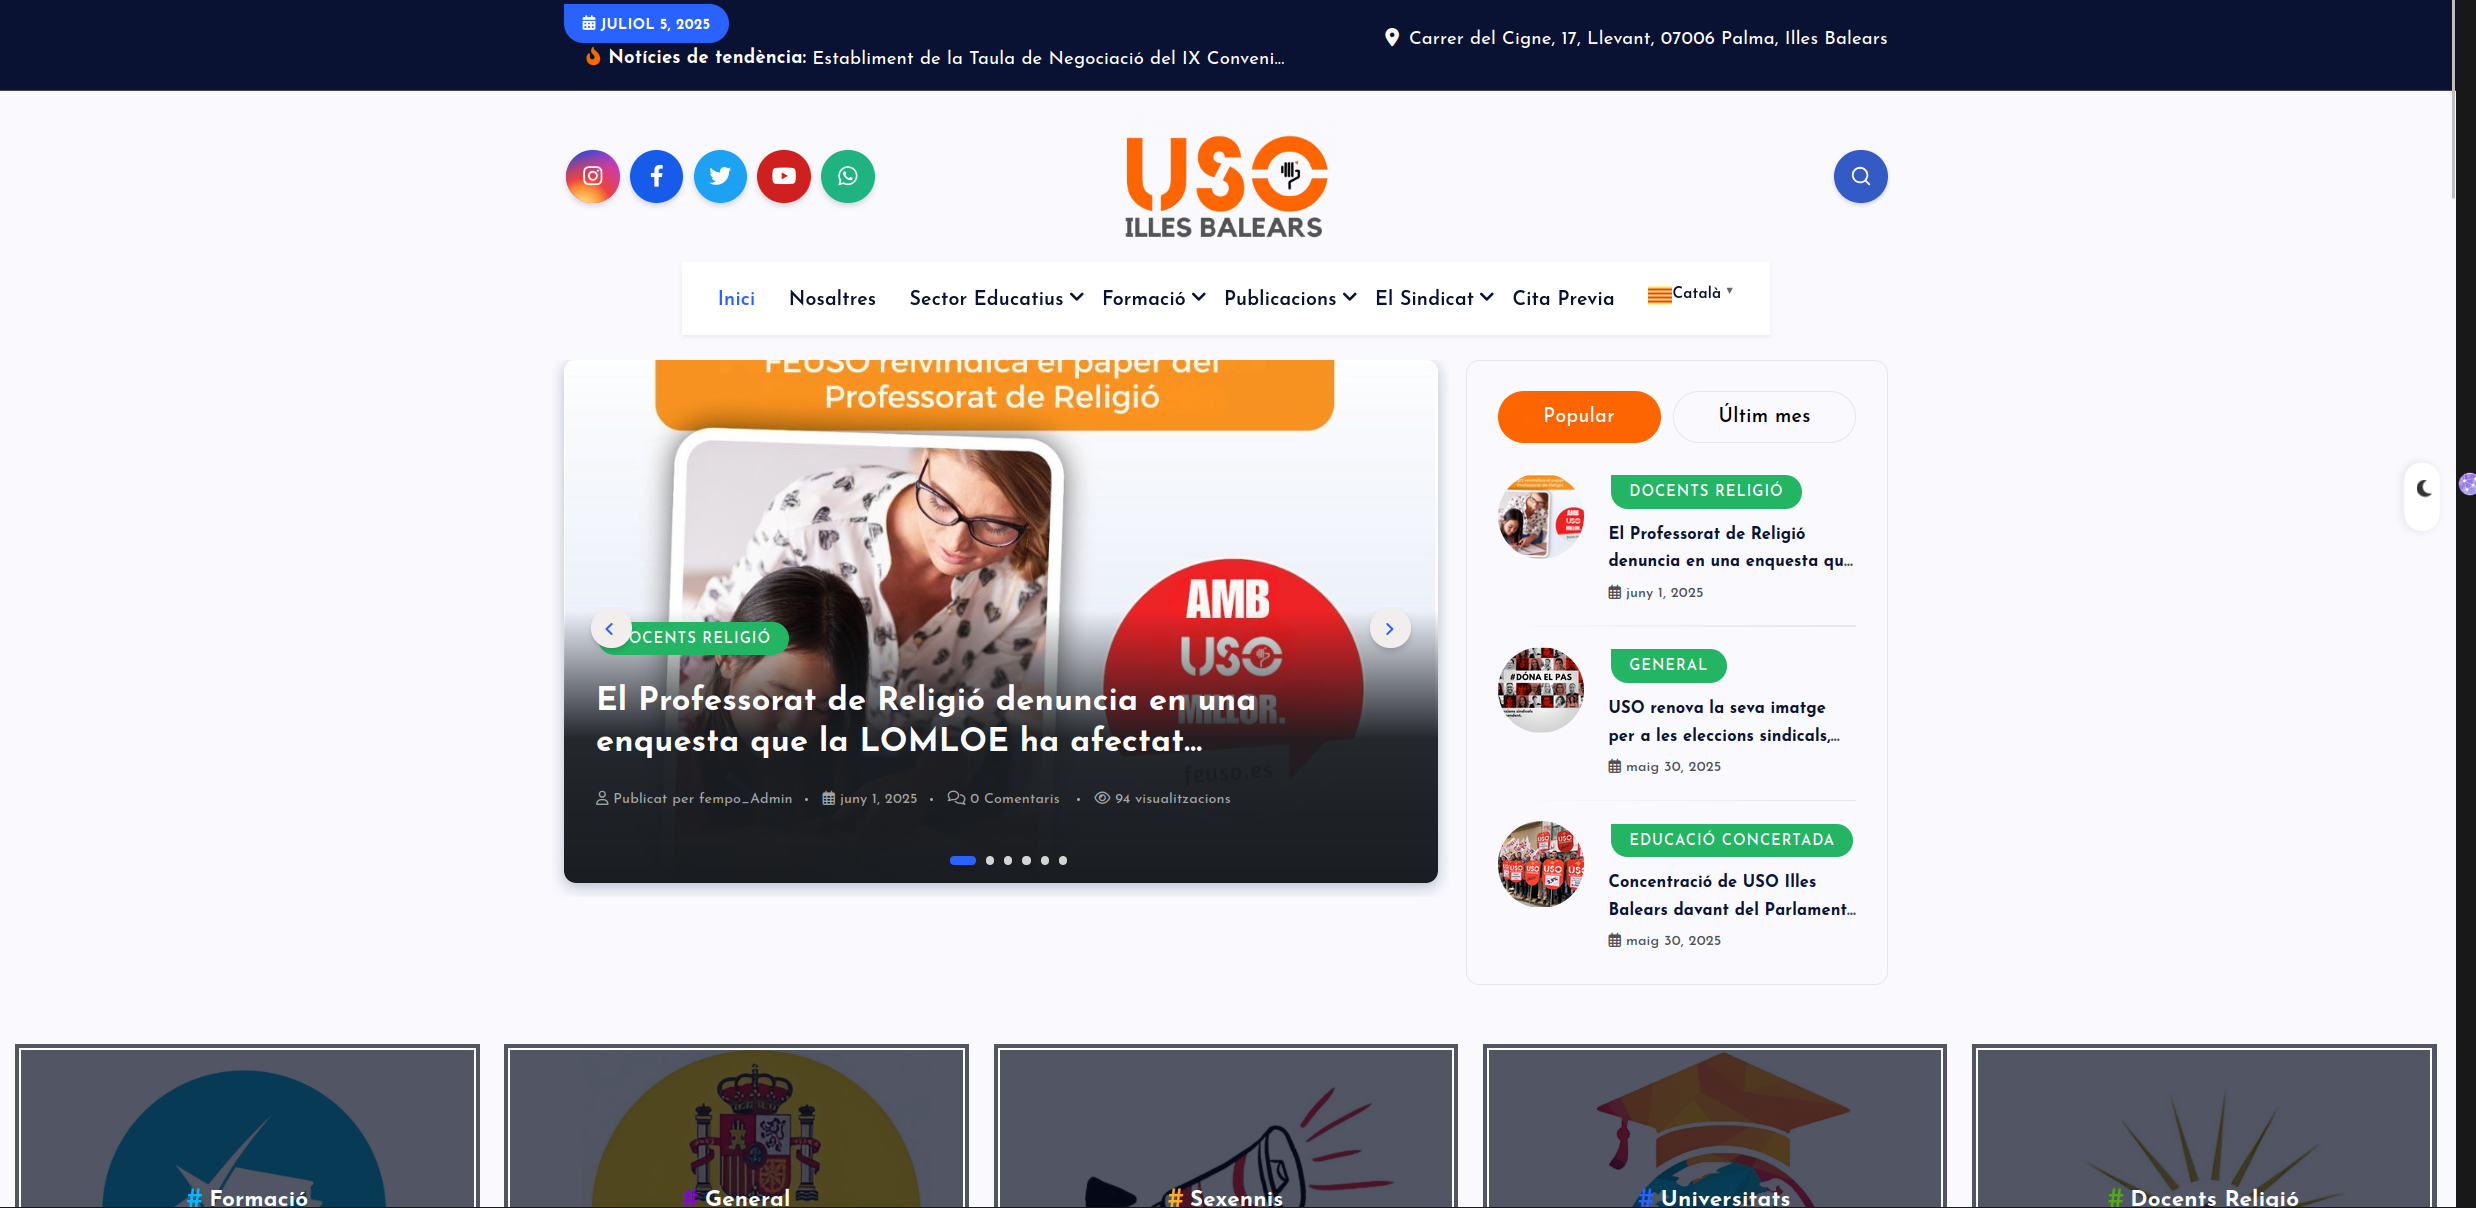 JULIOL 5, 2025
Notícies de tendència: Establiment de la Taula de Negociació del IX Conveni...
Carrer del Cigne, 17, Llevant, 07006 Palma, Illes Balears
USO
ILLES BALEARS
Inici Nosaltres Sector Educatius Formació Publicacions El Sindicat Cita Previa Català
FEUSO reivindica el paper del
Professorat de Religió
AMB
USO
MILLOR.
feuso.es
OCENTS RELIGIÓ
El Professorat de Religió denuncia en una
enquesta que la LOMLOE ha afectat...
Publicat per fempo_Admin • juny 1, 2025 • 0 Comentaris • 94 visualitzacions
Popular
Últim mes
DOCENTS RELIGIÓ
El Professorat de Religió
denuncia en una enquesta qu...
juny 1, 2025
#DÓNA EL PAS
GENERAL
USO renova la seva imatge
per a les eleccions sindicals,...
maig 30, 2025
EDUCACIÓ CONCERTADA
Concentració de USO Illes
Balears davant del Parlament...
maig 30, 2025
# Formació
# General
# Sexennis
# Universitats
# Docents Religió